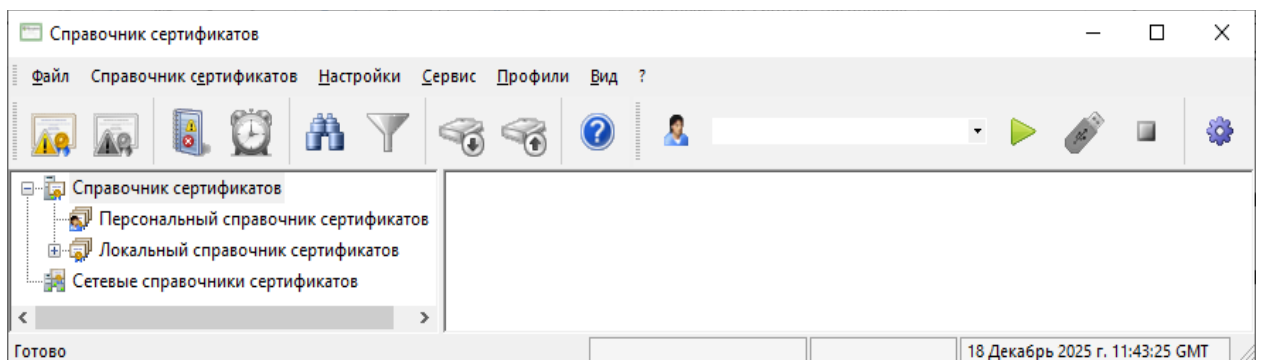 Справочник сертификатов
Файл Справочник сертификатов Настройки Сервис Профили Вид ?
Справочник сертификатов
Персональный справочник сертификатов
Локальный справочник сертификатов
Сетевые справочники сертификатов
Готово 18 Декабрь 2025 г. 11:43:25 GMT